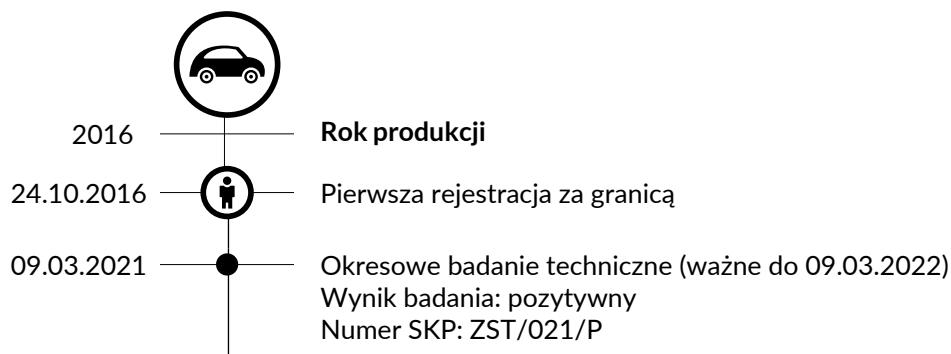 2016 Rok produkcji
24.10.2016 Pierwsza rejestracja za granicą
09.03.2021 Okresowe badanie techniczne (ważne do 09.03.2022)
Wynik badania: pozytywny
Numer SKP: ZST/021/P